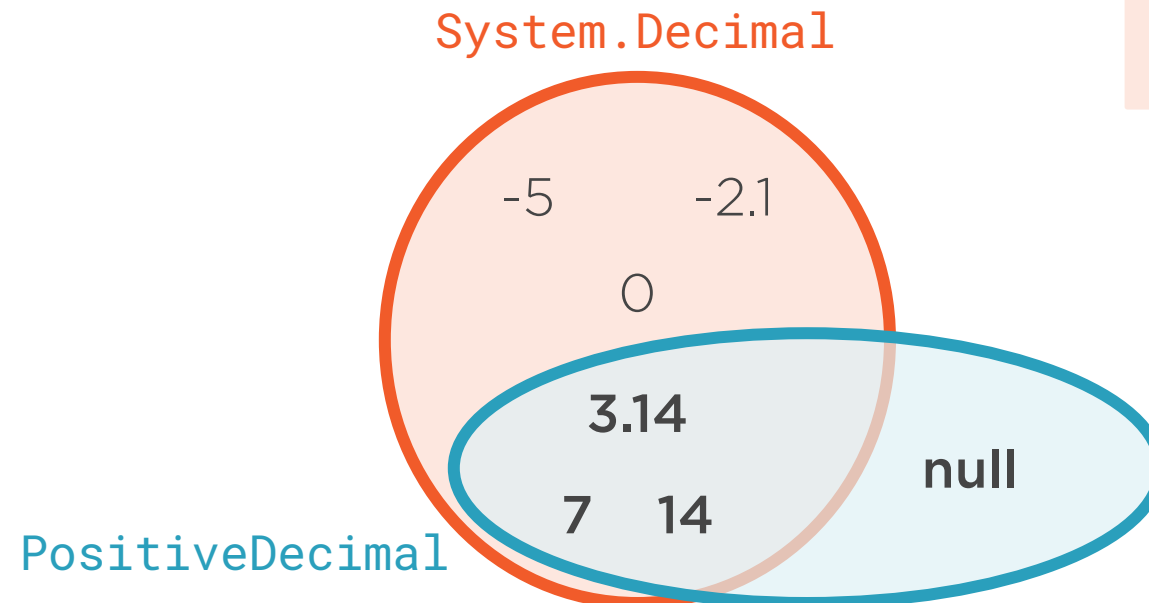 System.Decimal
-5 -2.1
0
3.14
null
7 14
PositiveDecimal